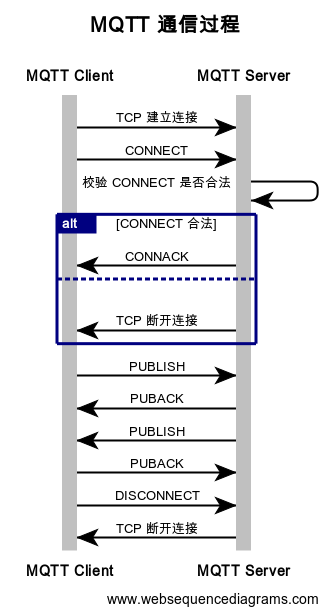 MQTT 通信过程
MQTT Client MQTT Server
TCP 建立连接
CONNECT
校验 CONNECT 是否合法
alt [CONNECT 合法]
CONNACK
TCP 断开连接
PUBLISH
PUBACK
PUBLISH
PUBACK
DISCONNECT
TCP 断开连接
MQTT Client MQTT Server
www.websequencediagrams.com